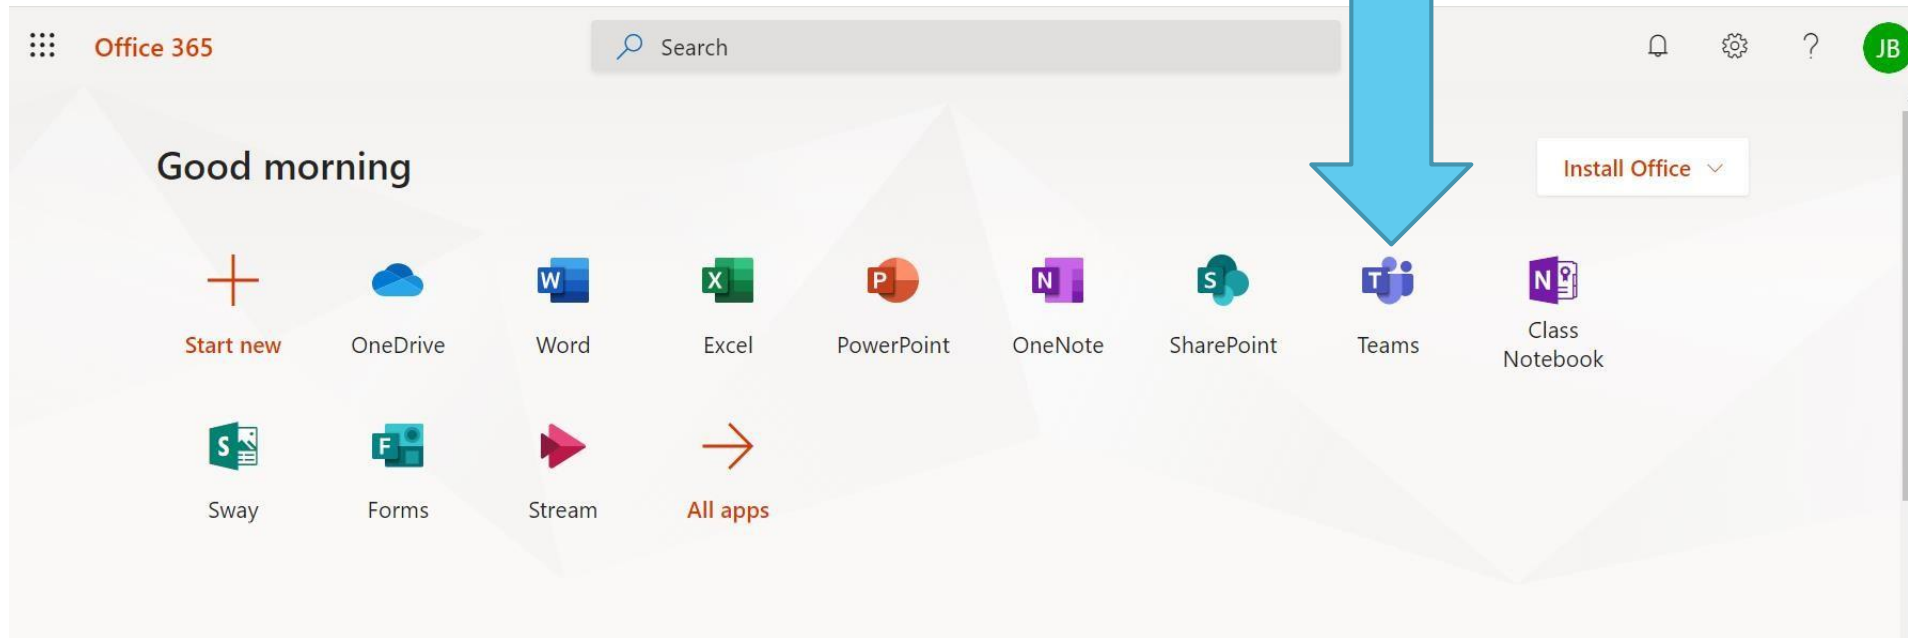 Office 365
Search
JB
Good morning
Install Office
W
X
P
N
S
T
N
Start new
OneDrive
Word
Excel
PowerPoint
OneNote
SharePoint
Teams
Class
Notebook
S
F
Sway
Forms
Stream
All apps